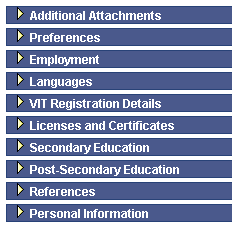 Additional Attachments
Preferences
Employment
Languages
VIT Registration Details
Licenses and Certificates
Secondary Education
Post-Secondary Education
References
Personal Information